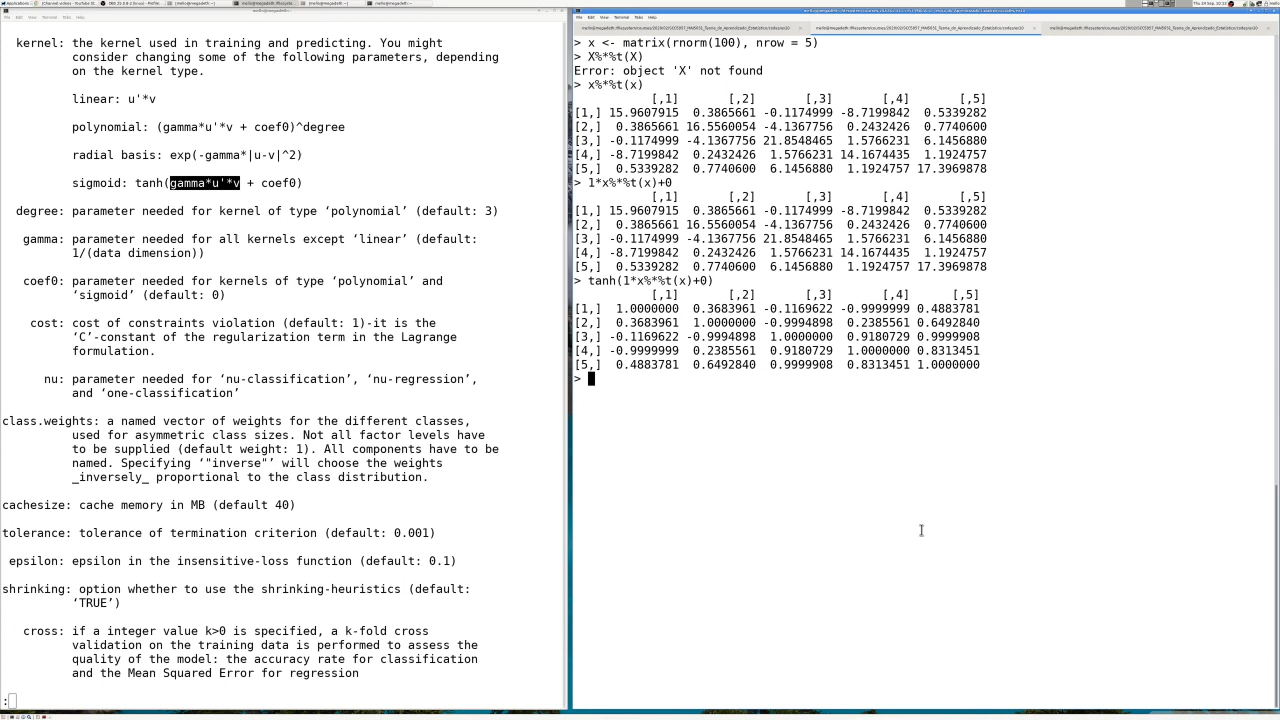 Applications
File Edit View Terminal Tabs Help
kernel: the kernel used in training and predicting. You might
consider changing some of the following parameters, depending
on the kernel type.
linear: u'*v
polynomial: (gamma*u'*v + coef0)^degree
radial basis: exp(-gamma*|u-v|^2)
sigmoid: tanh(gamma*u'*v + coef0)
degree: parameter needed for kernel of type ‘polynomial’ (default: 3)
gamma: parameter needed for all kernels except ‘linear’ (default:
1/(data dimension))
coef0: parameter needed for kernels of type ‘polynomial’ and
‘sigmoid’ (default: 0)
cost: cost of constraints violation (default: 1)-it is the
‘C’-constant of the regularization term in the Lagrange
formulation.
nu: parameter needed for ‘nu-classification’, ‘nu-regression’,
and ‘one-classification’
class.weights: a named vector of weights for the different classes,
used for asymmetric class sizes. Not all factor levels have
to be supplied (default weight: 1). All components have to be
named. Specifying ‘"inverse"’ will choose the weights
_inversely_ proportional to the class distribution.
cachesize: cache memory in MB (default 40)
tolerance: tolerance of termination criterion (default: 0.001)
epsilon: epsilon in the insensitive-loss function (default: 0.1)
shrinking: option whether to use the shrinking-heuristics (default:
‘TRUE’)
cross: if a integer value k>0 is specified, a k-fold cross
validation on the training data is performed to assess the
quality of the model: the accuracy rate for classification
and the Mean Squared Error for regression
:
File Edit View Terminal Tabs Help
> x <- matrix(rnorm(100), nrow = 5)
> X%*%t(X)
Error: object 'X' not found
> x%*%t(x)
[,1] [,2] [,3] [,4] [,5]
[1,] 15.9607915 0.3865661 -0.1174999 -8.7199842 0.5339282
[2,] 0.3865661 16.5560054 -4.1367756 0.2432426 0.7740600
[3,] -0.1174999 -4.1367756 21.8548465 1.5766231 6.1456880
[4,] -8.7199842 0.2432426 1.5766231 14.1674435 1.1924757
[5,] 0.5339282 0.7740600 6.1456880 1.1924757 17.3969878
> 1*x%*%t(x)+0
[,1] [,2] [,3] [,4] [,5]
[1,] 15.9607915 0.3865661 -0.1174999 -8.7199842 0.5339282
[2,] 0.3865661 16.5560054 -4.1367756 0.2432426 0.7740600
[3,] -0.1174999 -4.1367756 21.8548465 1.5766231 6.1456880
[4,] -8.7199842 0.2432426 1.5766231 14.1674435 1.1924757
[5,] 0.5339282 0.7740600 6.1456880 1.1924757 17.3969878
> tanh(1*x%*%t(x)+0)
[,1] [,2] [,3] [,4] [,5]
[1,] 1.0000000 0.3683961 -0.1169622 -0.9999999 0.4883781
[2,] 0.3683961 1.0000000 -0.9994898 0.2385561 0.6492840
[3,] -0.1169622 -0.9994898 1.0000000 0.9180729 0.9999908
[4,] -0.9999999 0.2385561 0.9180729 1.0000000 0.8313451
[5,] 0.4883781 0.6492840 0.9999908 0.8313451 1.0000000
>